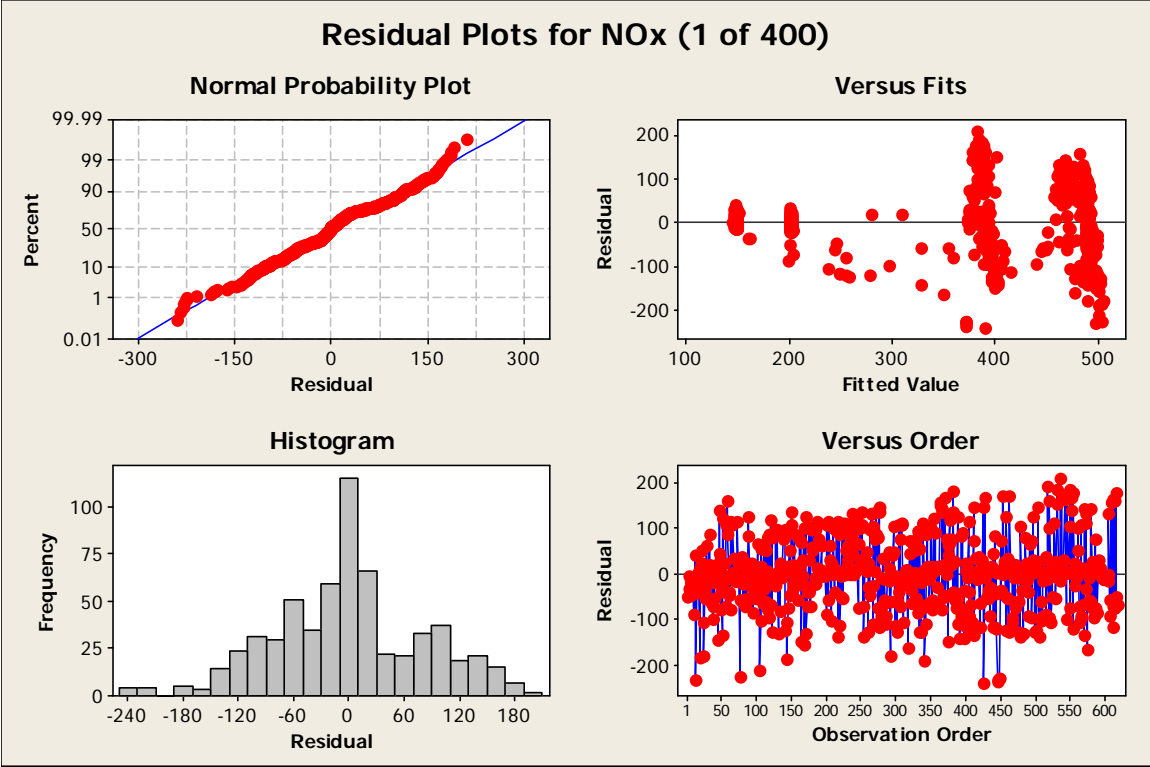 Residual Plots for NOx (1 of 400)
Normal Probability Plot
99.99
99
90
50
10
1
0.01
Percent
-300 -150 0 150 300
Residual
Versus Fits
200
100
0
-100
-200
Residual
100 200 300 400 500
Fitted Value
Histogram
100
75
50
25
0
Frequency
-240 -180 -120 -60 0 60 120 180
Residual
Versus Order
200
100
0
-100
-200
Residual
1 50 100 150 200 250 300 350 400 450 500 550 600
Observation Order